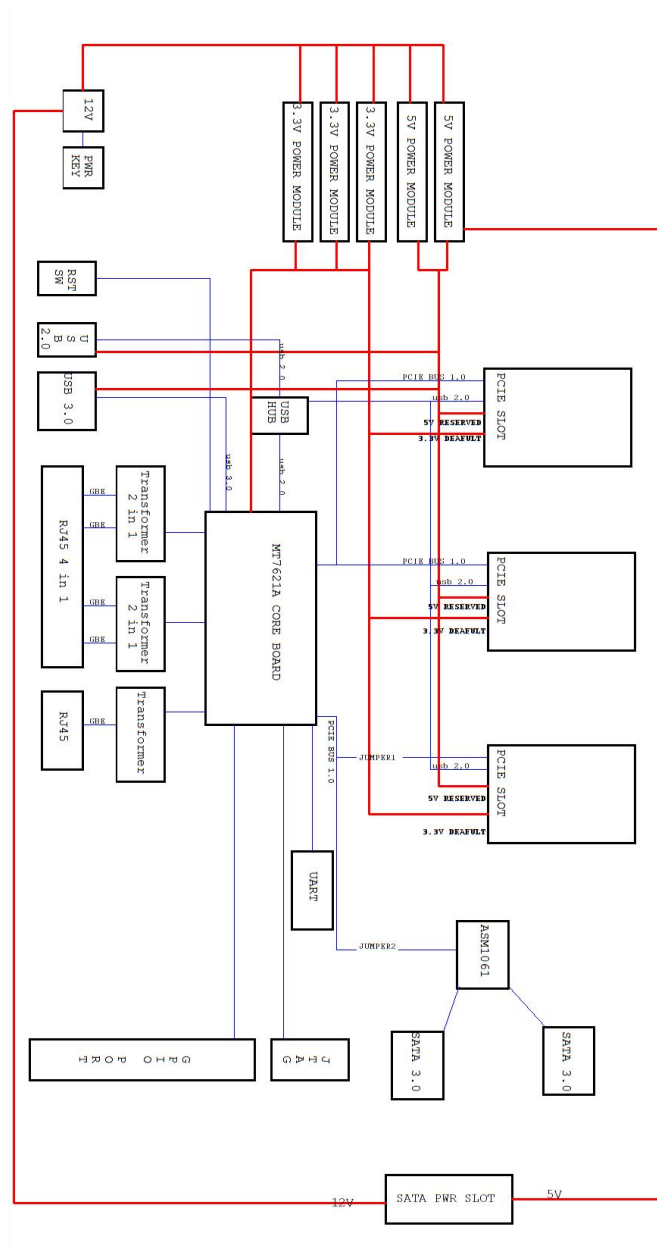 12V
PWR
KEY
3.3V POWER MODULE
3.3V POWER MODULE
3.3V POWER MODULE
5V POWER MODULE
5V POWER MODULE
RST
SW
U
S
B
2.0
USB 3.0
usb 2.0
USB
HUB
usb 3.0
usb 2.0
PCIE BUS 1.0
usb 2.0
5V RESERVED
3.3V DEAFULT
PCIE SLOT
RJ45 4 in 1
GBE
GBE
Transformer
2 in 1
GBE
GBE
Transformer
2 in 1
RJ45
GBE
Transformer
MT7621A CORE BOARD
PCIE BUS 1.0
usb 2.0
5V RESERVED
3.3V DEAFULT
PCIE SLOT
PCIE BUS 1.0
JUMPER1
usb 2.0
5V RESERVED
3.3V DEAFULT
PCIE SLOT
UART
JUMPER2
ASM1061
GPIO PORT
JTAG
SATA 3.0
SATA 3.0
12V
SATA PWR SLOT
5V